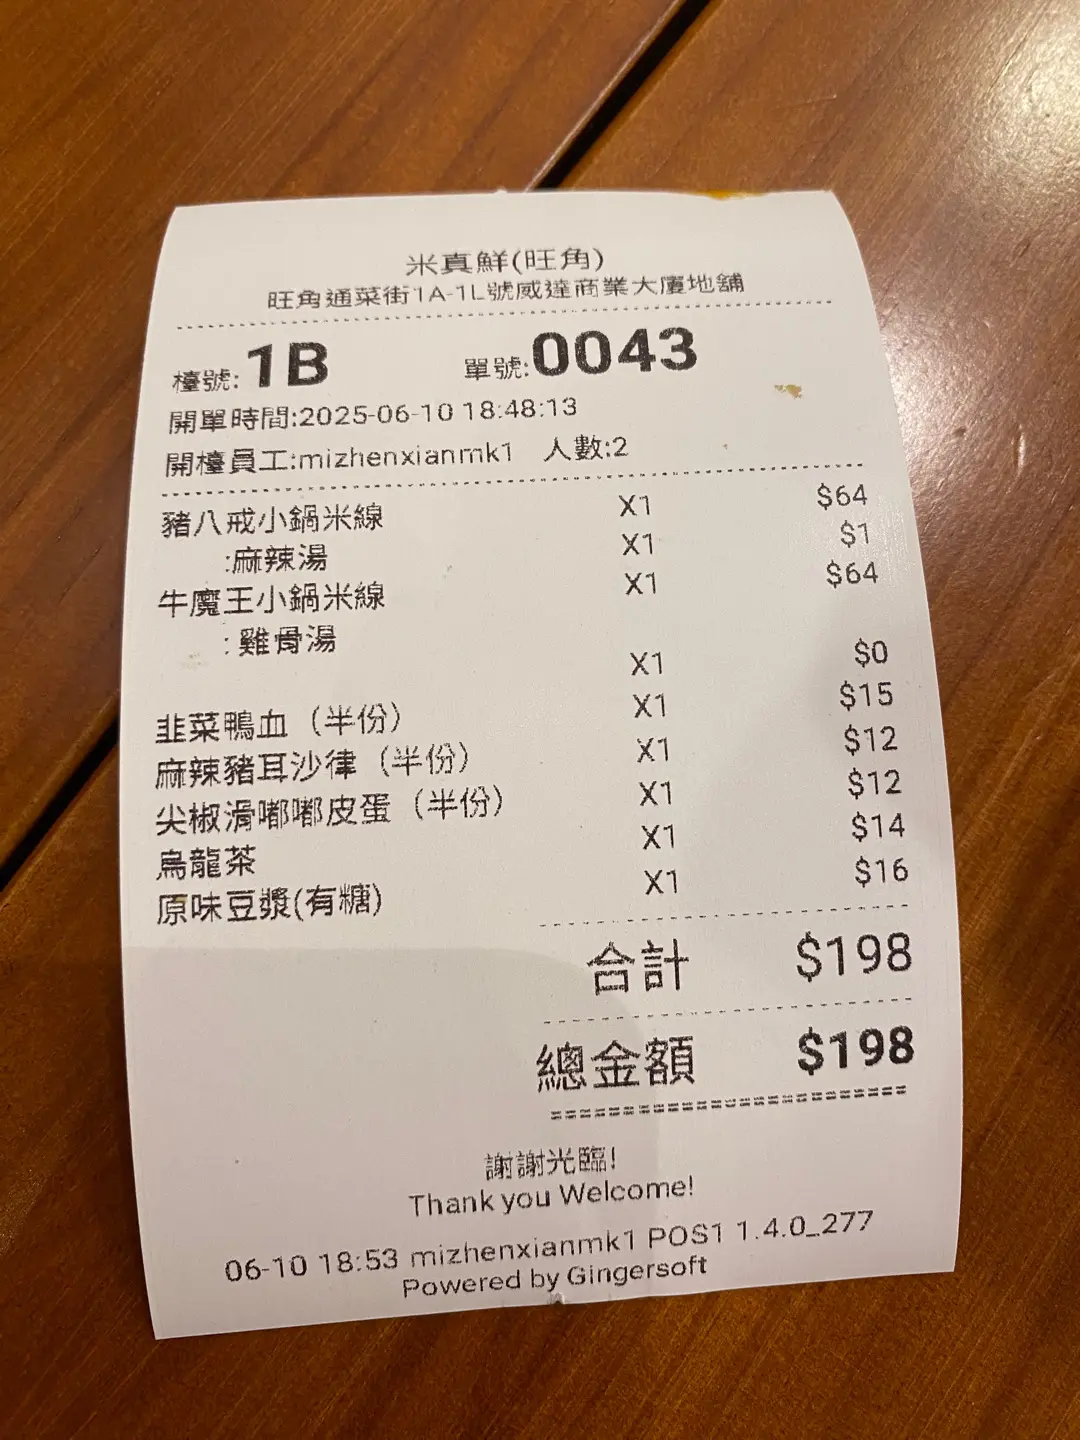 米真鮮(旺角)
旺角通菜街1A-1L號威達商業大廈地舖
檯號:1B 單號:0043
開單時間:2025-06-10 18:48:13
開檯員工:mizhenxianmk1 人數:2
豬八戒小鍋米線 X1 $64
:麻辣湯 X1 $1
牛魔王小鍋米線 X1 $64
:雞骨湯
X1 $0
韭菜鴨血（半份） X1 $15
麻辣豬耳沙律（半份） X1 $12
尖椒滑嘟嘟皮蛋（半份） X1 $12
烏龍茶 X1 $14
原味豆漿(有糖) X1 $16
合計 $198
總金額 $198
==========================
謝謝光臨!
Thank you Welcome!
06-10 18:53 mizhenxianmk1 POS1 1.4.0_277
Powered by Gingersoft